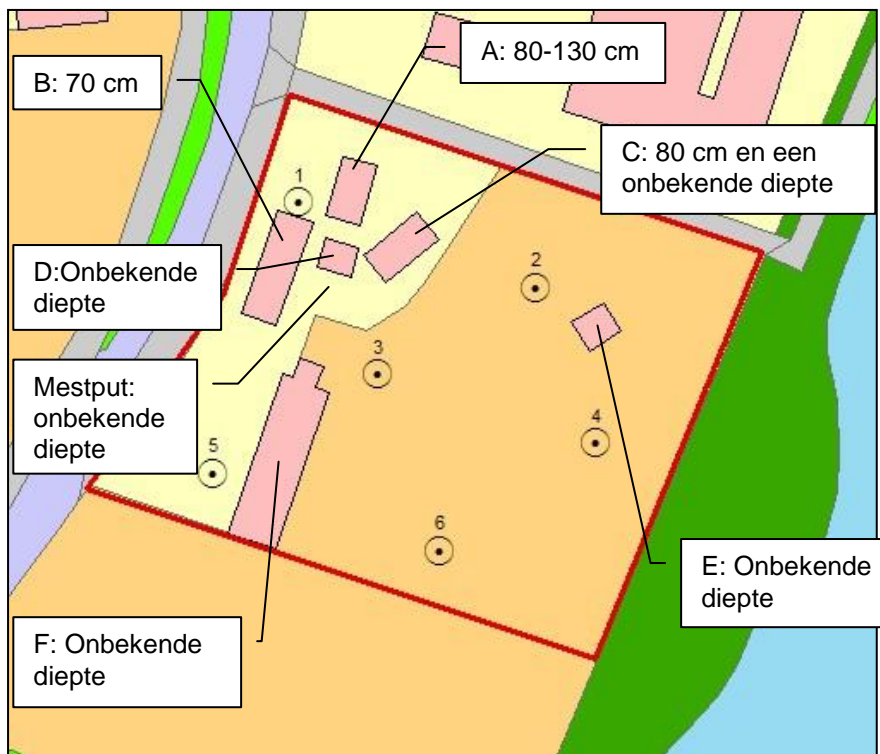 A: 80-130 cm
B: 70 cm
C: 80 cm en een
onbekende diepte
1
2
D:Onbekende
diepte
3
Mestput:
onbekende
diepte
4
5
6
E: Onbekende
diepte
F: Onbekende
diepte